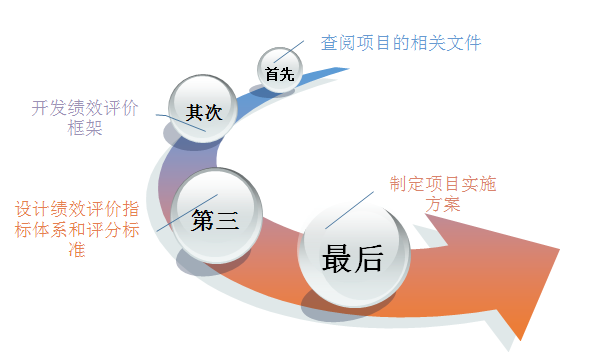 首先
查阅项目的相关文件
其次
开发绩效评价
框架
第三
设计绩效评价指
标体系和评分标
准
最后
制定项目实施
方案